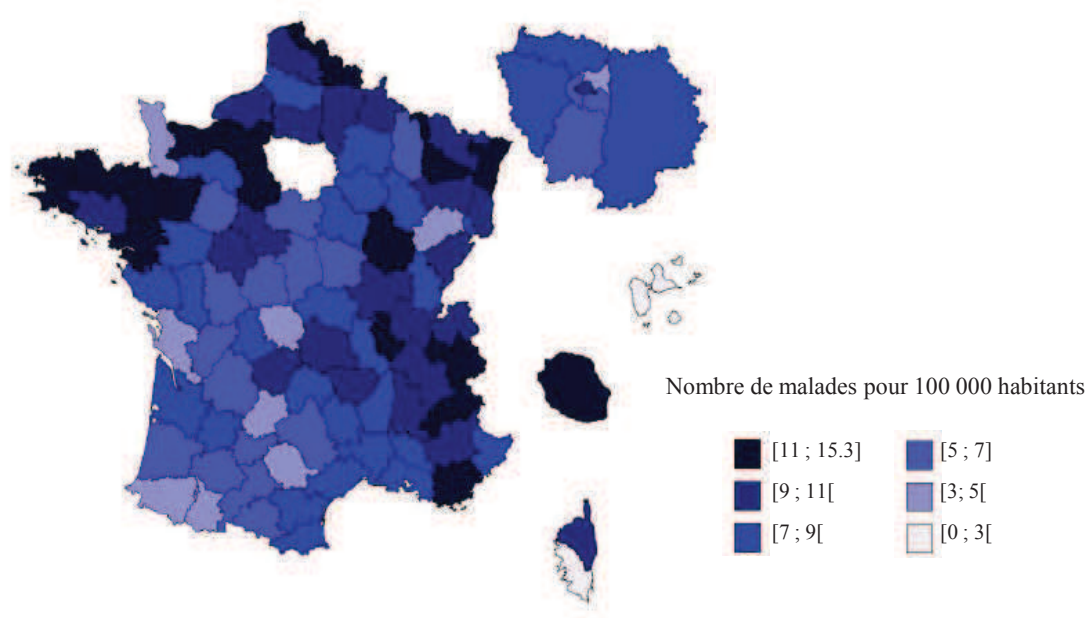 Nombre de malades pour 100 000 habitants
[11 ; 15.3]
[9 ; 11[
[7 ; 9[
[5 ; 7]
[3; 5[
[0 ; 3[